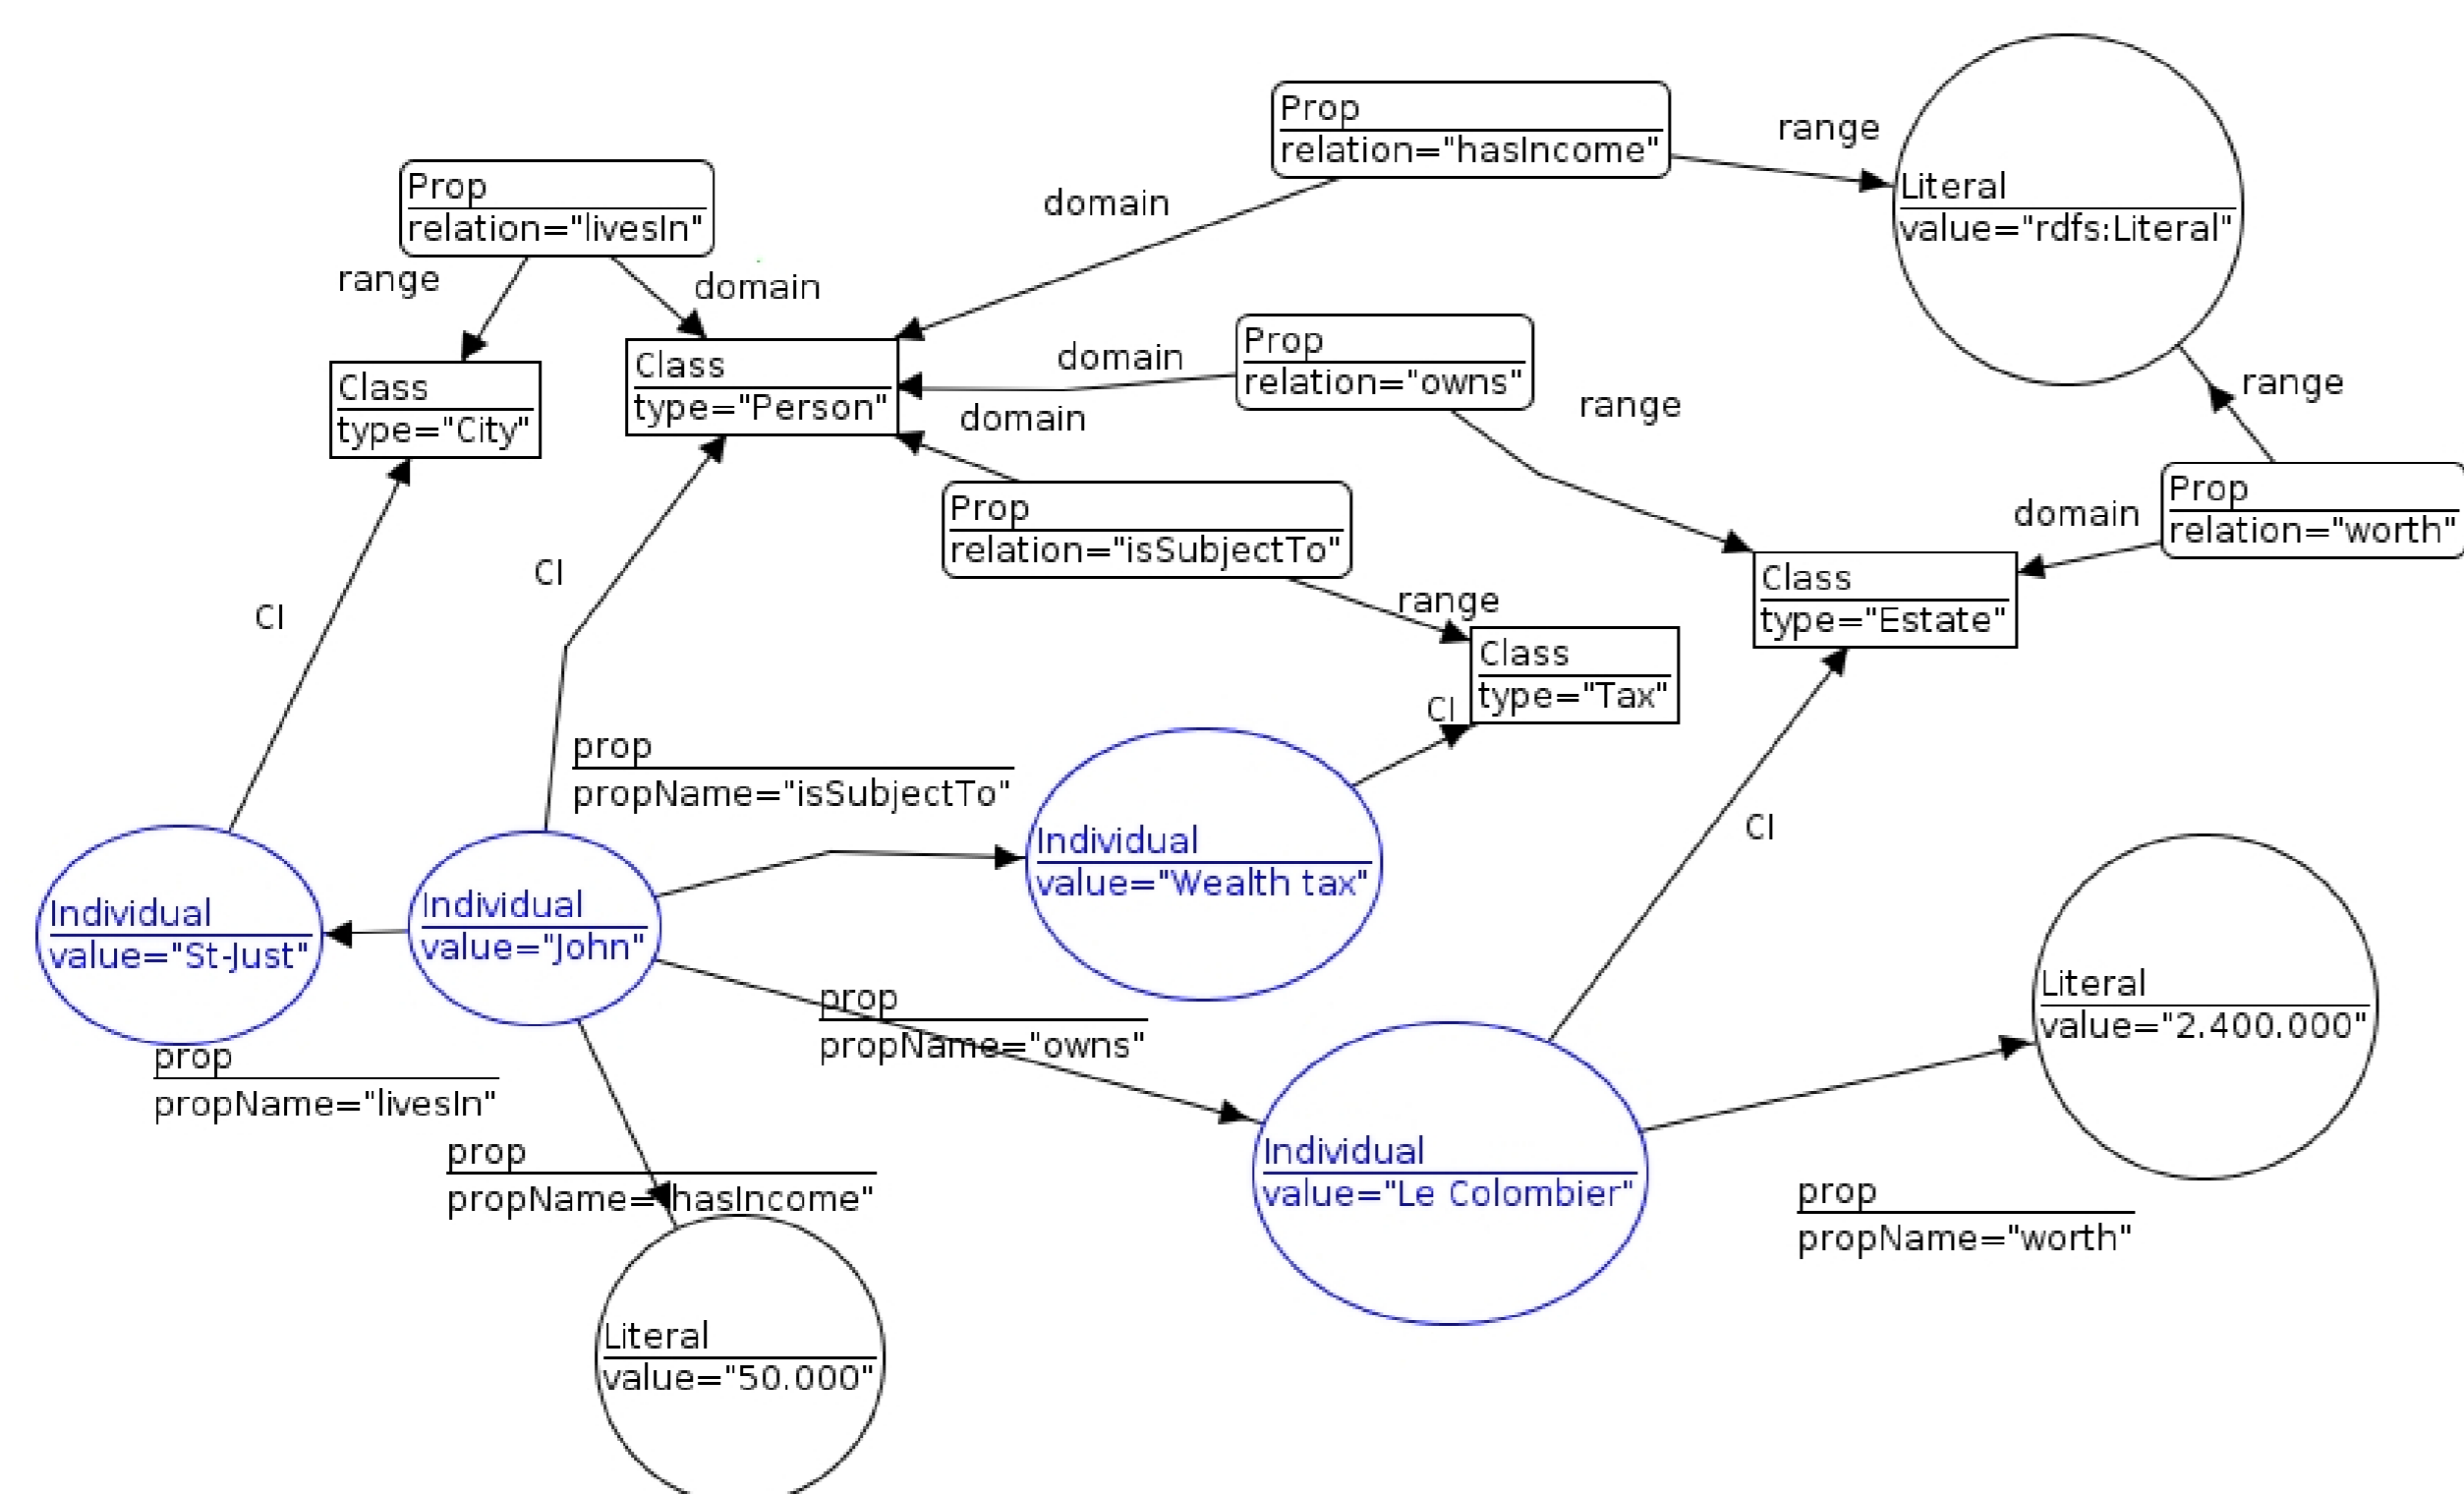 Prop
relation="hasIncome"
range
Literal
value="rdfs:Literal"
Prop
relation="livesIn"
domain
range
domain
Prop
relation="owns"
domain
Class
type="Person"
Class
type="City"
range
range
domain
Prop
relation="worth"
domain
Prop
relation="isSubjectTo"
CI
CI
range
Class
type="Estate"
Class
type="Tax"
CI
prop
propName="isSubjectTo"
CI
Individual
value="Wealth tax"
Individual
value="St-Just"
Individual
value="John"
Literal
value="2.400.000"
prop
propName="owns"
prop
propName="livesIn"
prop
propName="hasIncome"
Individual
value="Le Colombier"
prop
propName="worth"
Literal
value="50.000"